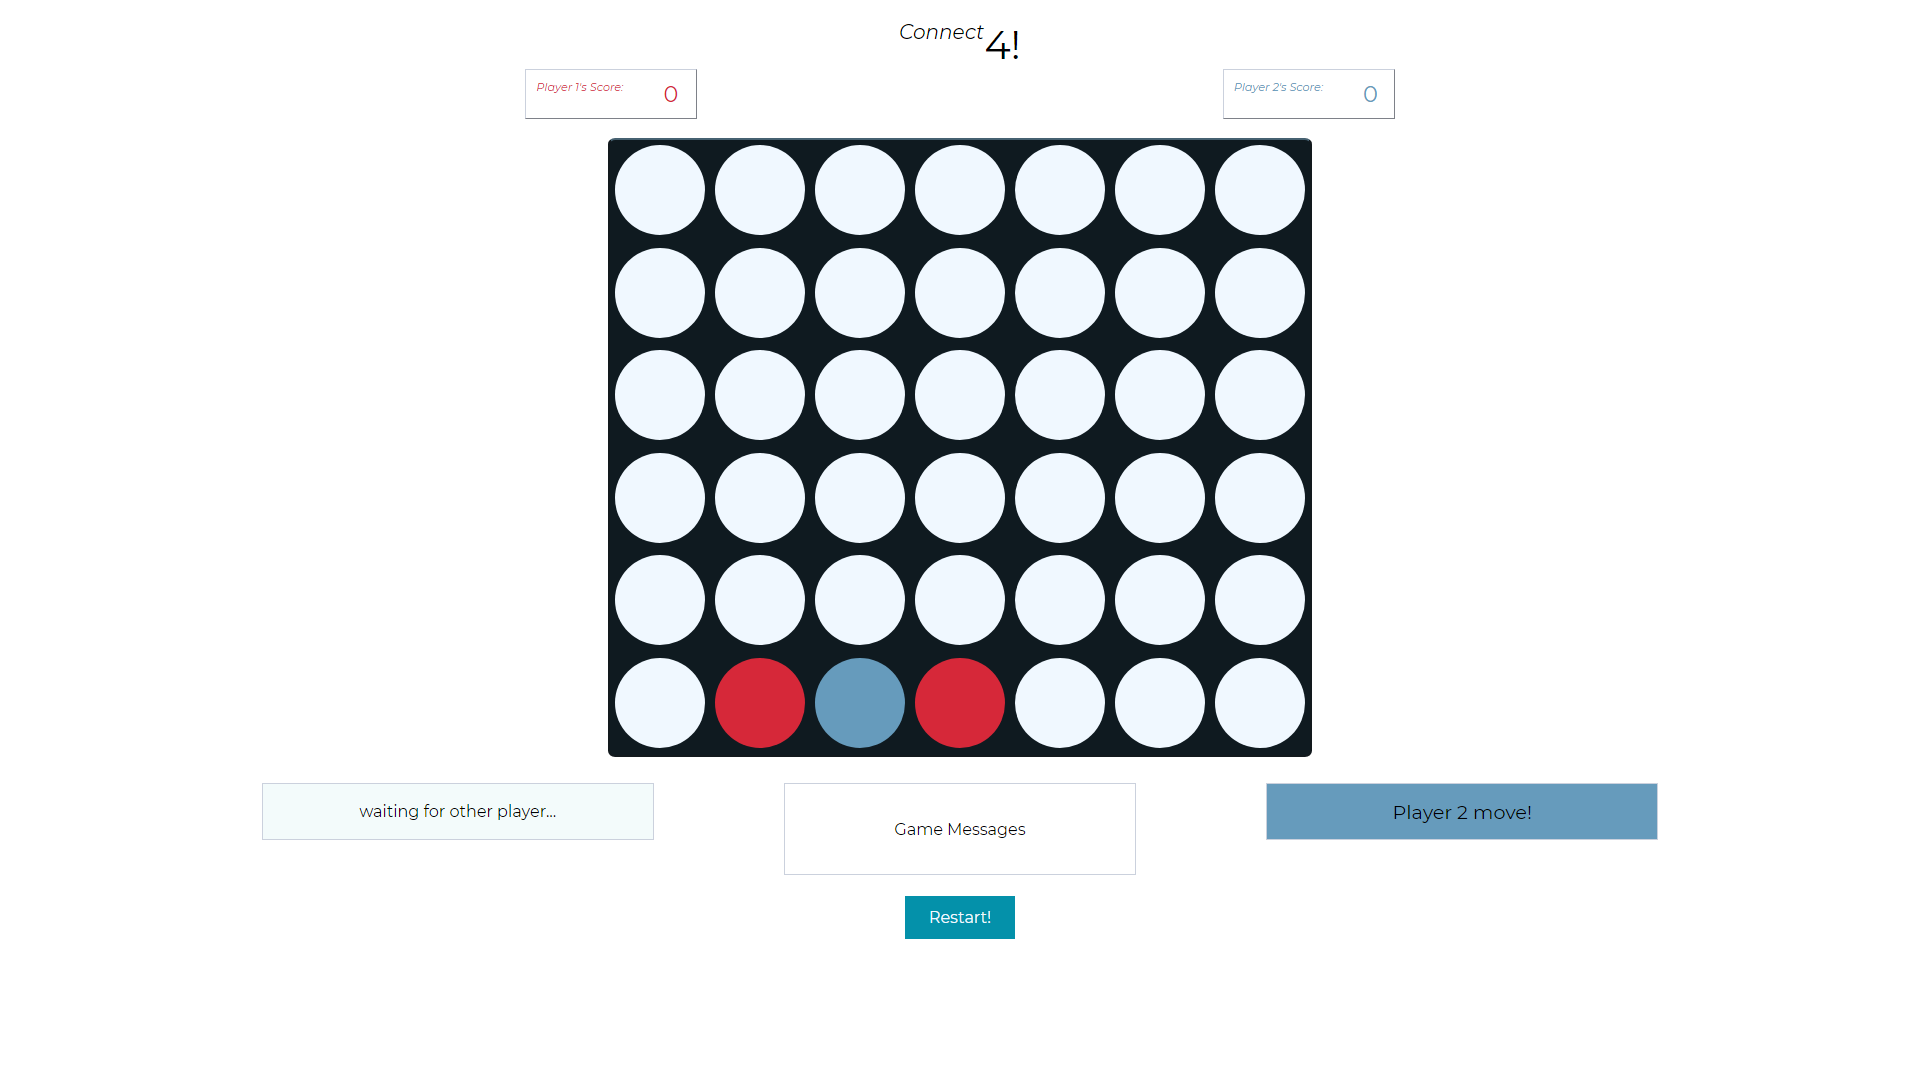 Connect 4!
Player 1's Score: 0
Player 2's Score: 0
waiting for other player...
Game Messages
Player 2 move!
Restart!